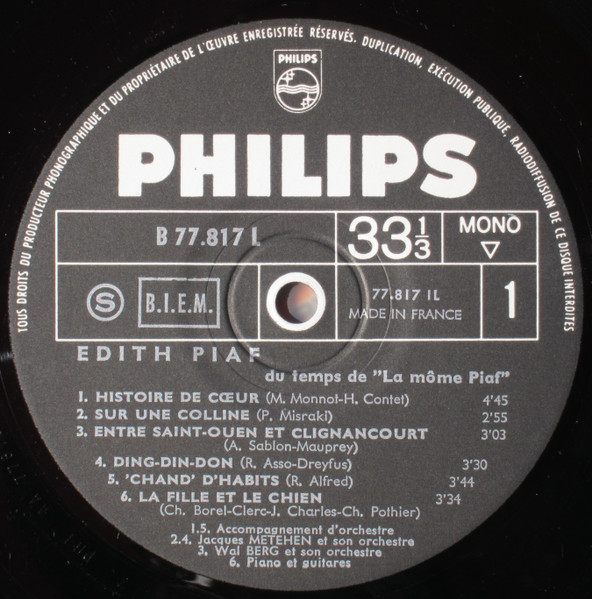 TOUS DROITS DU PRODUCTEUR PHONOGRAPHIQUE ET DU PROPRIÉTAIRE DE L'ŒUVRE ENREGISTRÉE RÉSERVÉS. DUPLICATION, EXÉCUTION PUBLIQUE, RADIODIFFUSION DE CE DISQUE INTERDITES
PHILIPS
PHILIPS
B 77.817 L
33 1/3
MONO
S
B.I.E.M.
77.817 1L
MADE IN FRANCE
1
EDITH PIAF
du temps de "La môme Piaf"
1. HISTOIRE DE CŒUR (M. Monnol-H. Contet) 4'45
2. SUR UNE COLLINE (P. Misraki) 2'55
3. ENTRE SAINT-OUEN ET CLIGNANCOURT 3'03
(A. Sablon-Mauprey)
4. DING-DIN-DON (R. Asso-Dreyfus) 3'30
5. 'CHAND' D'HABITS (R. Alfred) 3'44
6. LA FILLE ET LE CHIEN 3'34
(Ch. Borel-Clerc-J. Charles-Ch. Pothier)
1.5. Accompagnement d'orchestre
2.4. Jacques METEHEN et son orchestre
3. Wal BERG et son orchestre
6. Piano et guitares